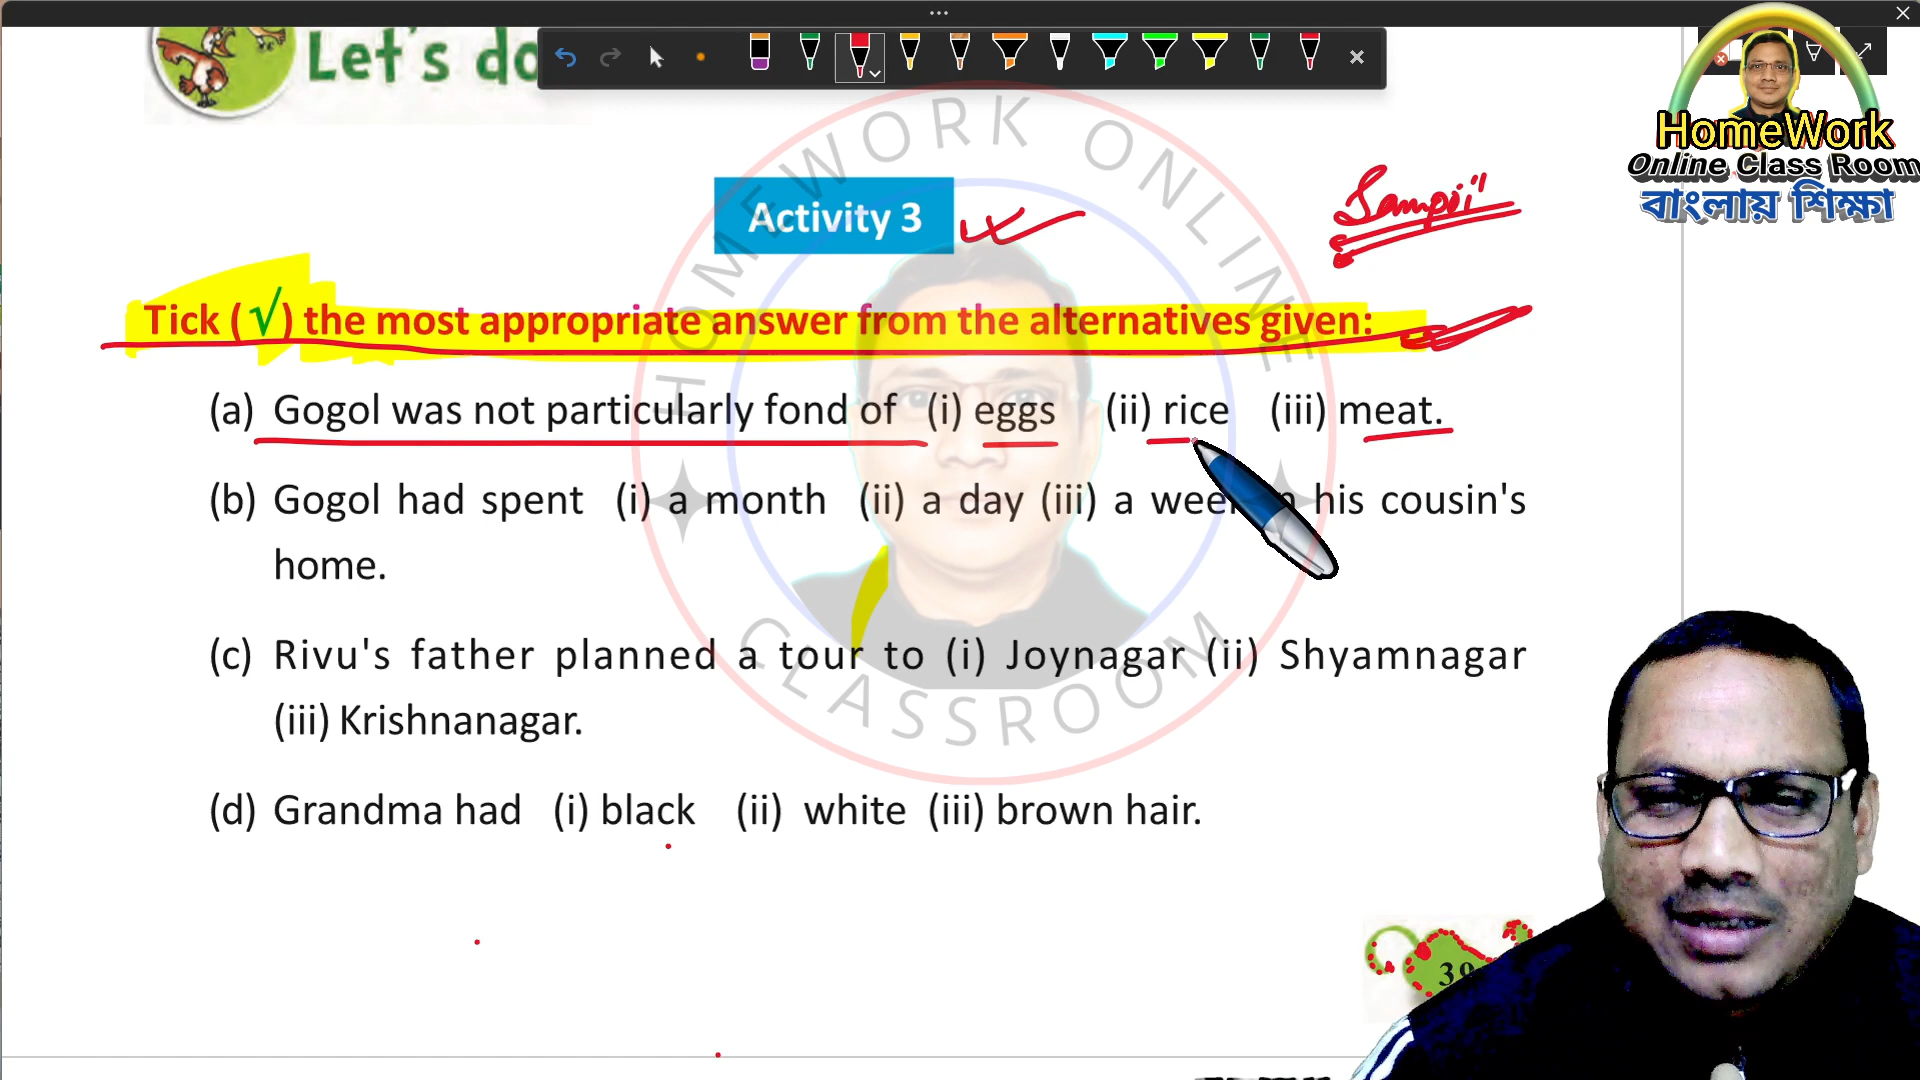 Let's do
HomeWork
Online Class Room
বাংলায় শিক্ষা
HOMEWORK ONLINE
CLASSROOM
Activity 3
Tick (√) the most appropriate answer from the alternatives given:
(a) Gogol was not particularly fond of (i) eggs (ii) rice (iii) meat.
(b) Gogol had spent (i) a month (ii) a day (iii) a week his cousin's
home.
(c) Rivu's father planned a tour to (i) Joynagar (ii) Shyamnagar
(iii) Krishnanagar.
(d) Grandma had (i) black (ii) white (iii) brown hair.